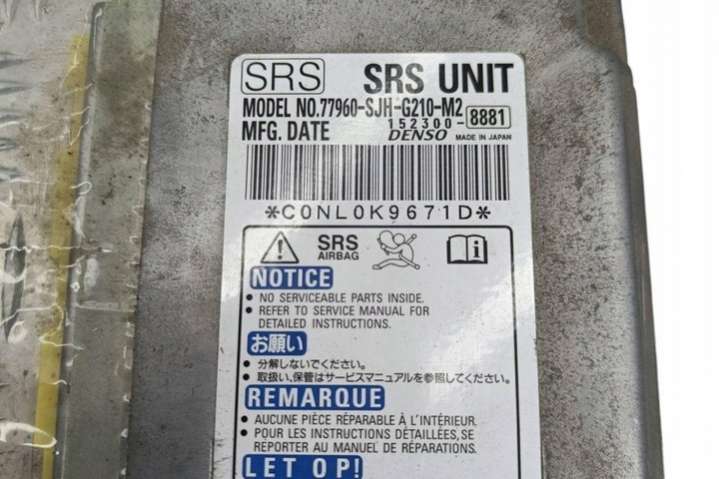 SRS SRS UNIT
MODEL NO.77960-SJH-G210-M2
MFG. DATE 152300-8881
DENSO MADE IN JAPAN
*C0NL0K9671D*
SRS
AIRBAG
i
NOTICE
• NO SERVICEABLE PARTS INSIDE.
• REFER TO SERVICE MANUAL FOR
DETAILED INSTRUCTIONS.
お願い
• 分解しないでください。
• 取扱い、保管はサービスマニュアルを参照してください。
REMARQUE
• AUCUNE PIÈCE RÉPARABLE À L'INTÉRIEUR.
• POUR LES INSTRUCTIONS DÉTAILLÉES, SE
REPORTER AU MANUEL DE RÉPARATIONS.
LET OP!